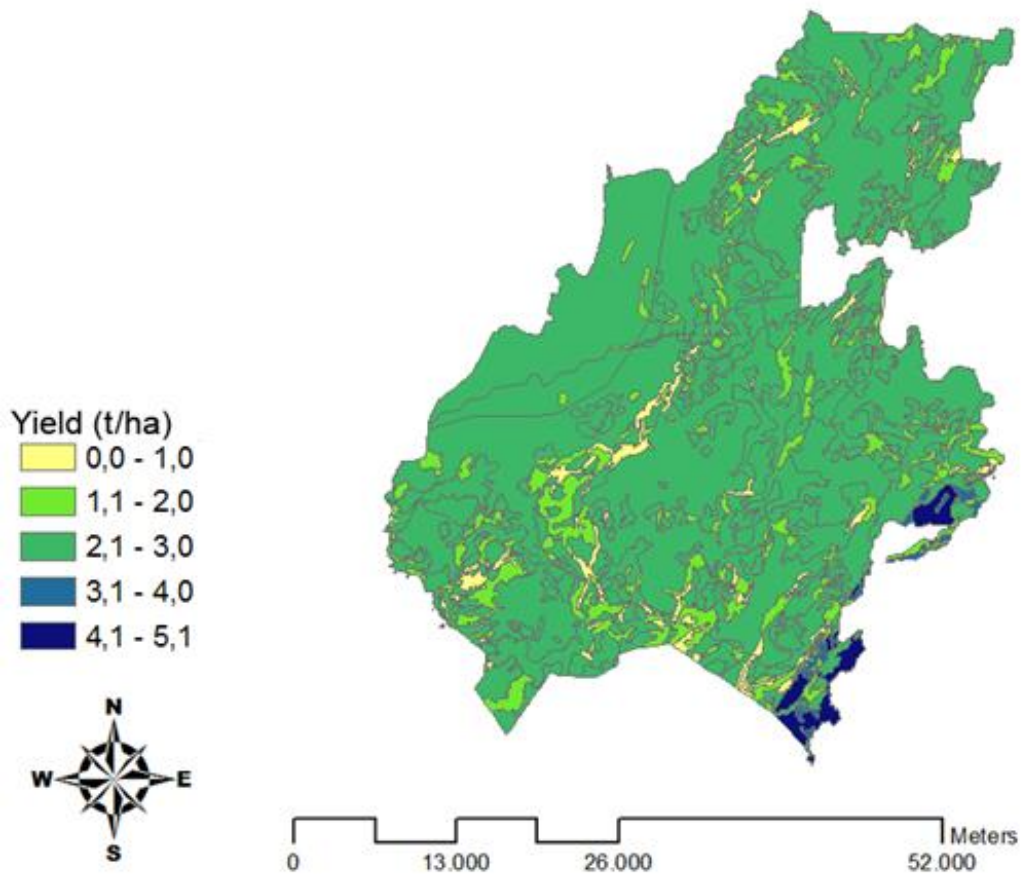 Yield (t/ha)
0,0 - 1,0
1,1 - 2,0
2,1 - 3,0
3,1 - 4,0
4,1 - 5,1
N
W E
S
Meters
0 13.000 26.000 52.000